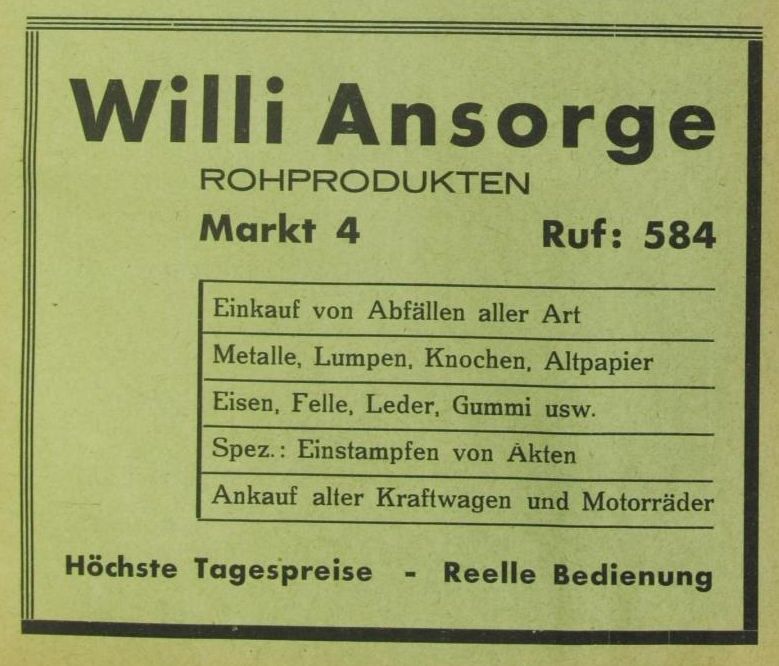 Willi Ansorge
ROHPRODUKTEN
Markt 4 Ruf: 584
Einkauf von Abfällen aller Art
Metalle, Lumpen, Knochen, Altpapier
Eisen, Felle, Leder, Gummi usw.
Spez.: Einstampfen von Akten
Ankauf alter Kraftwagen und Motorräder
Höchste Tagespreise - Reelle Bedienung